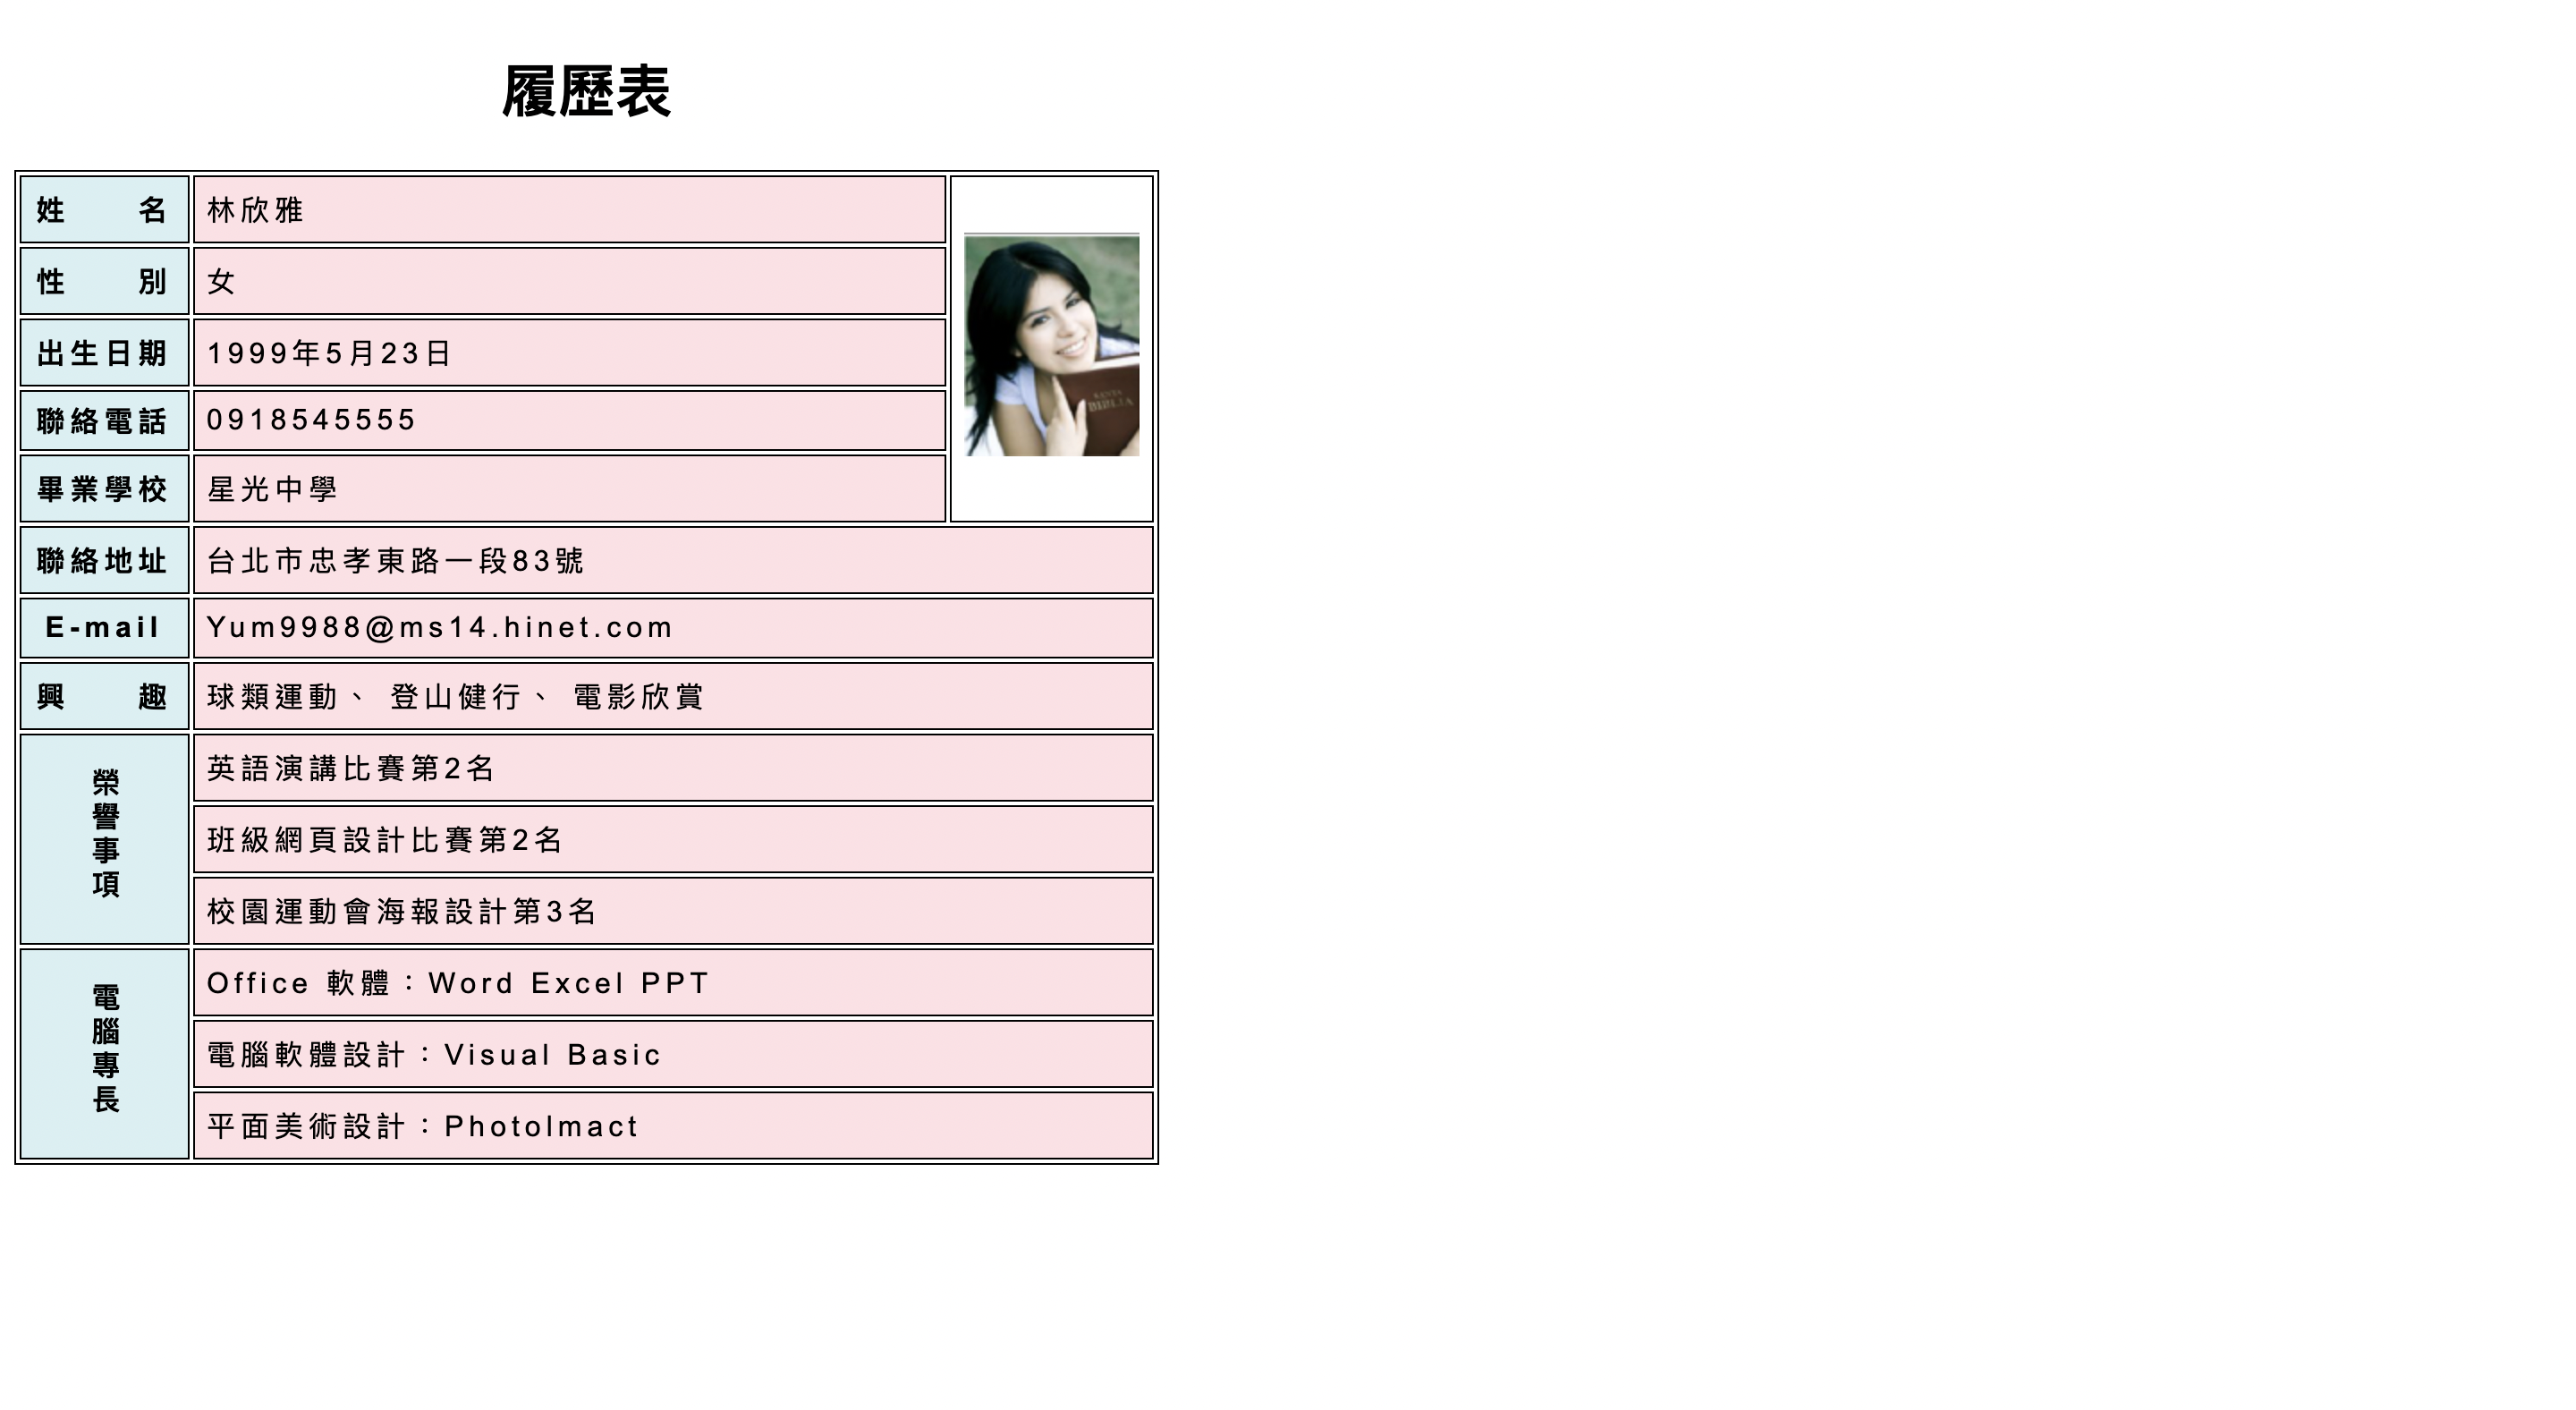 履歷表
姓 名 林欣雅
性 別 女
出生日期 1999年5月23日
聯絡電話 0918545555
SANTA
BIBLIA
畢業學校 星光中學
聯絡地址 台北市忠孝東路一段83號
E-mail Yum9988@ms14.hinet.com
興 趣 球類運動、 登山健行、 電影欣賞
榮譽事項
英語演講比賽第2名
班級網頁設計比賽第2名
校園運動會海報設計第3名
電腦專長
Office 軟體：Word Excel PPT
電腦軟體設計：Visual Basic
平面美術設計：PhotoImact